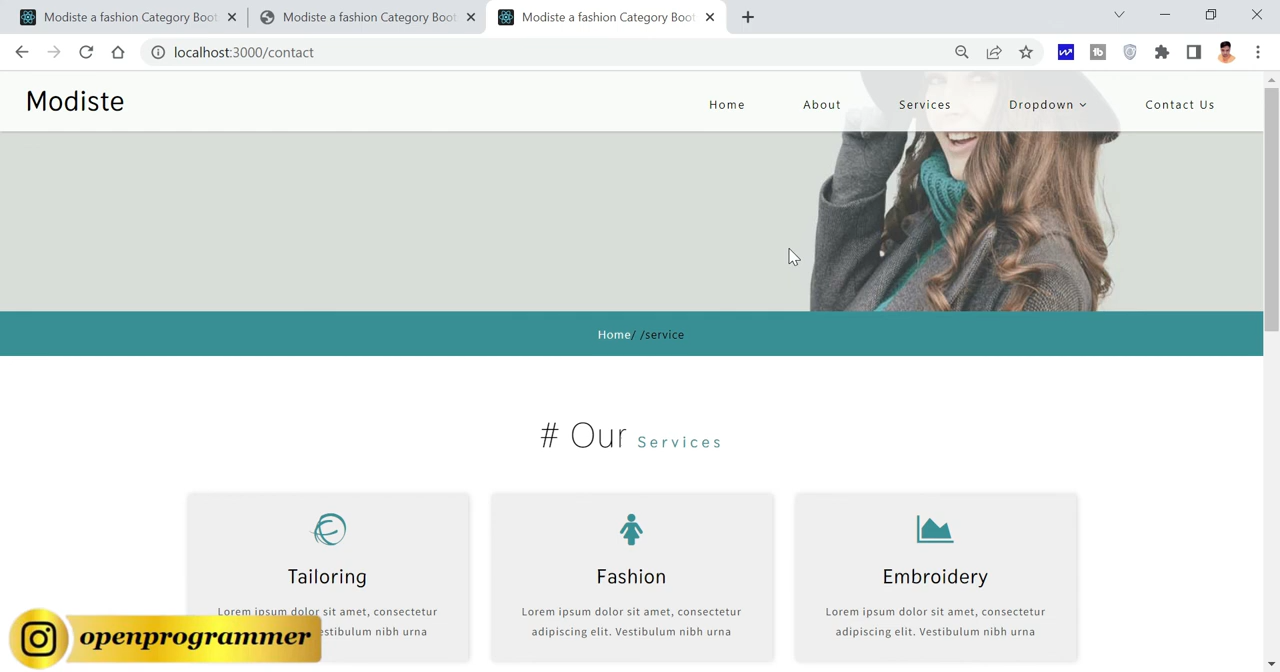 Modiste a fashion Category Boot
Modiste a fashion Category Boot
Modiste a fashion Category Boot
localhost:3000/contact
Modiste
Home
About
Services
Dropdown
Contact Us
Home/ /service
# Our Services
Tailoring
Fashion
Embroidery
Lorem ipsum dolor sit amet, consectetur
Vestibulum nibh urna
Lorem ipsum dolor sit amet, consectetur
adipiscing elit. Vestibulum nibh urna
Lorem ipsum dolor sit amet, consectetur
adipiscing elit. Vestibulum nibh urna
openprogrammer